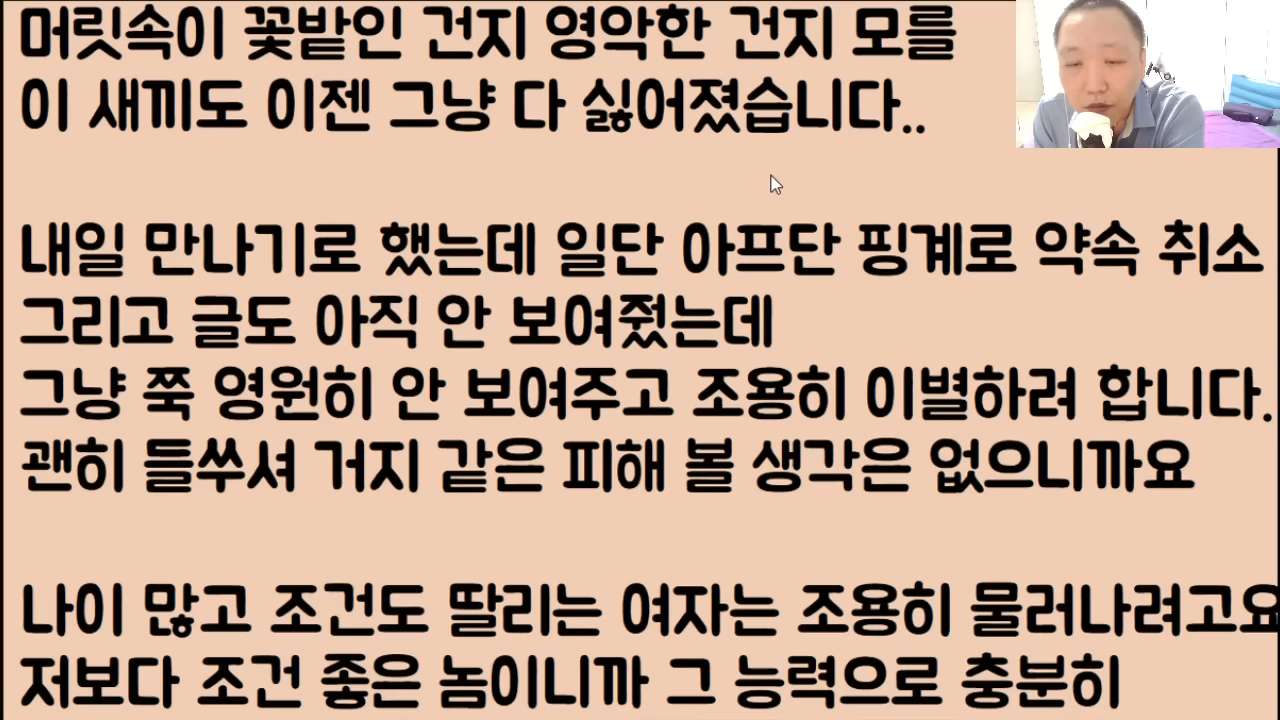 머릿속이 꽃밭인 건지 영악한 건지 모를
이 새끼도 이젠 그냥 다 싫어졌습니다..
내일 만나기로 했는데 일단 아프단 핑계로 약속 취소
그리고 글도 아직 안 보여줬는데
그냥 쭉 영원히 안 보여주고 조용히 이별하려 합니다.
괜히 들쑤셔 거지 같은 피해 볼 생각은 없으니까요
나이 많고 조건도 딸리는 여자는 조용히 물러나려고요
저보다 조건 좋은 놈이니까 그 능력으로 충분히